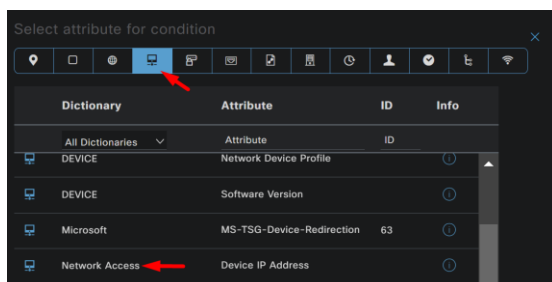 Select attribute for condition
Dictionary Attribute ID Info
All Dictionaries Attribute ID
DEVICE Network Device Profile
DEVICE Software Version
Microsoft MS-TSG-Device-Redirection 63
Network Access Device IP Address